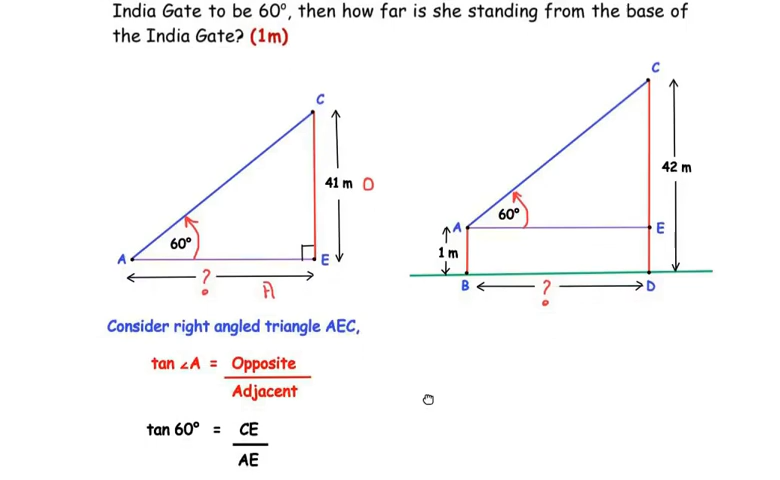 India Gate to be 60°, then how far is she standing from the base of
the India Gate? (1m)
C
41 m O
60°
A
E
?
A
C
42 m
60°
A
E
1 m
B
?
D
Consider right angled triangle AEC,
tan ∠A = Opposite
Adjacent
tan 60° = CE
AE